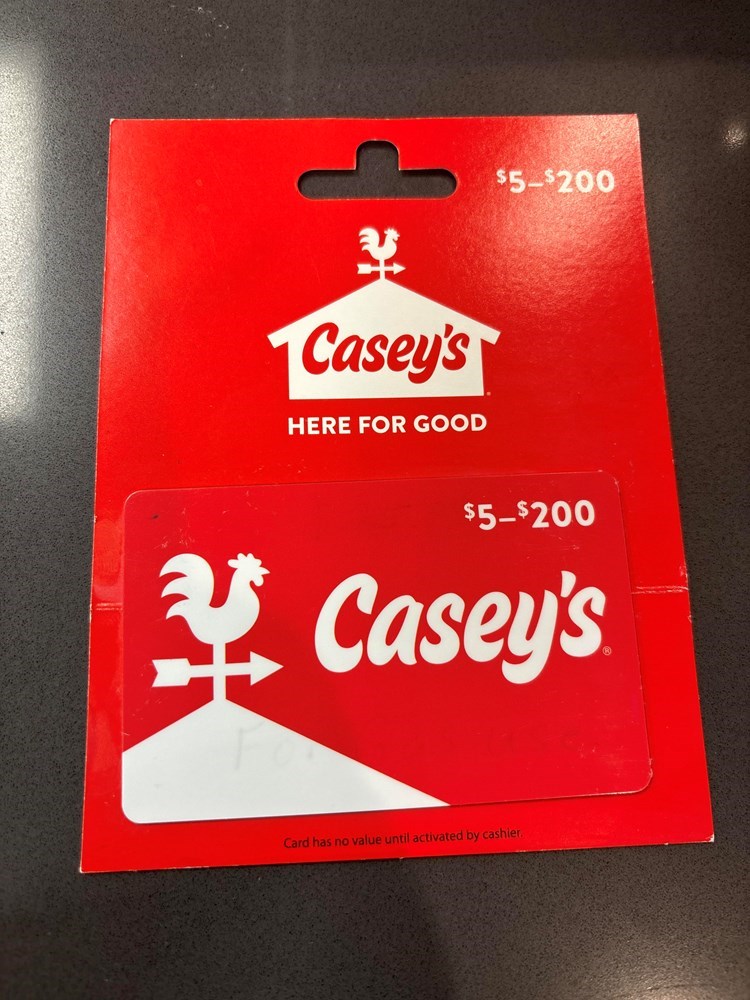 $5–$200
Casey's
HERE FOR GOOD
$5–$200
Casey's®
Card has no value until activated by cashier.